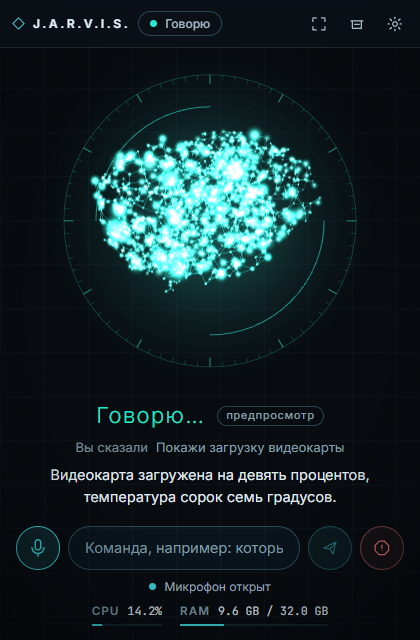 J.A.R.V.I.S. Говорю
Говорю... предпросмотр
Вы сказали Покажи загрузку видеокарты
Видеокарта загружена на девять процентов,
температура сорок семь градусов.
Команда, например: которь
Микрофон открыт
CPU 14.2% RAM 9.6 GB / 32.0 GB